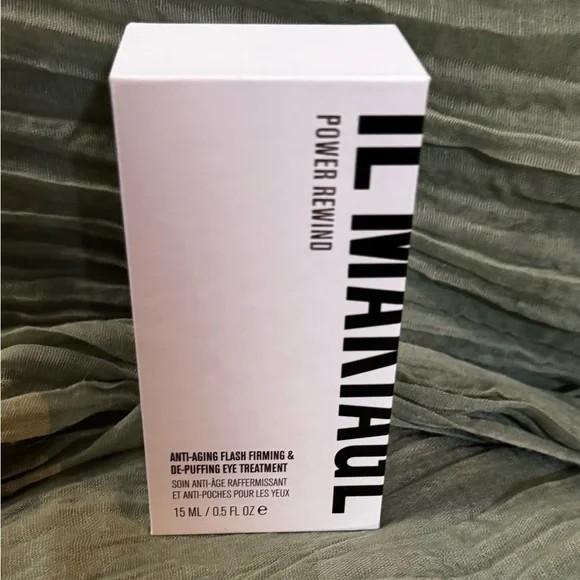 IL MAKIAGE
POWER REWIND
ANTI-AGING FLASH FIRMING &
DE-PUFFING EYE TREATMENT
SOIN ANTI-ÂGE RAFFERMISSANT
ET ANTI-POCHES POUR LES YEUX
15 ML / 0.5 FL OZ ℮